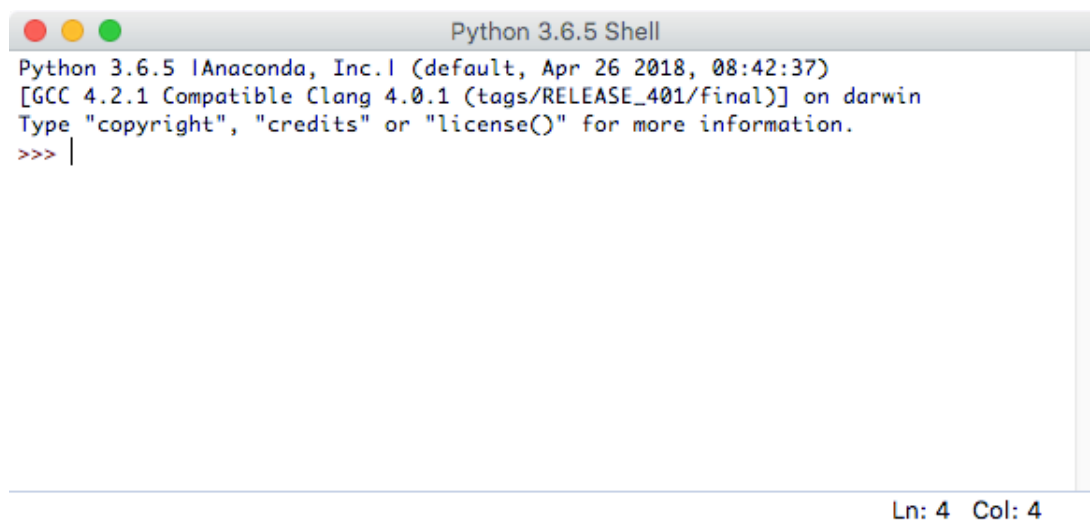 Python 3.6.5 Shell
Python 3.6.5 |Anaconda, Inc.| (default, Apr 26 2018, 08:42:37)
[GCC 4.2.1 Compatible Clang 4.0.1 (tags/RELEASE_401/final)] on darwin
Type "copyright", "credits" or "license()" for more information.
>>>
Ln: 4 Col: 4